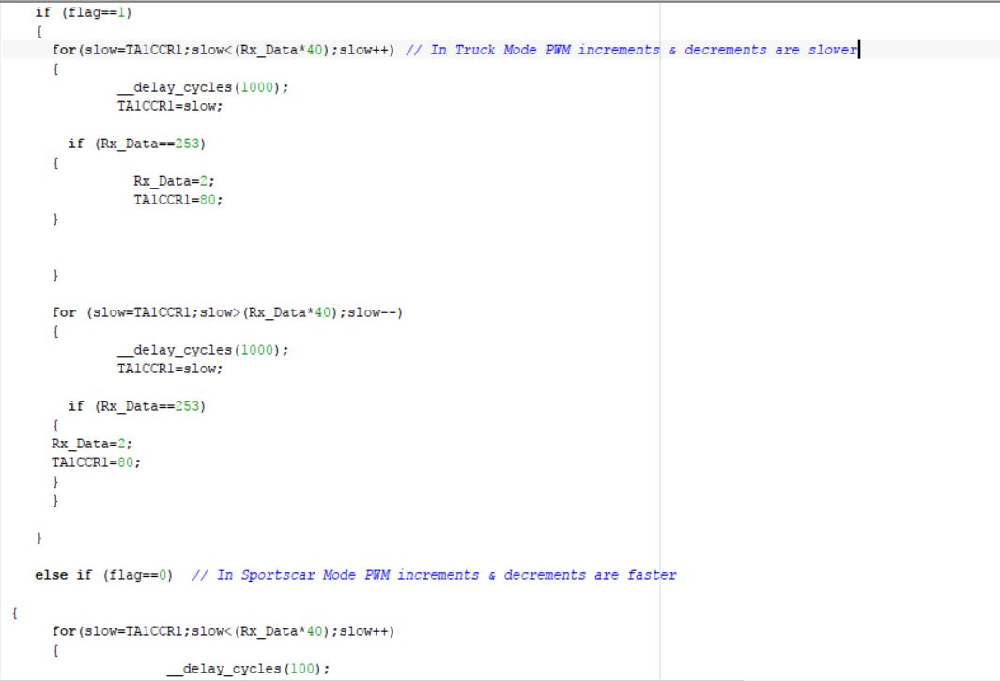 if (flag==1)
{
for(slow=TA1CCR1;slow<(Rx_Data*40);slow++) // In Truck Mode PWM increments & decrements are slower
{
__delay_cycles(1000);
TA1CCR1=slow;
if (Rx_Data==253)
{
Rx_Data=2;
TA1CCR1=80;
}
}
for (slow=TA1CCR1;slow>(Rx_Data*40);slow--)
{
__delay_cycles(1000);
TA1CCR1=slow;
if (Rx_Data==253)
{
Rx_Data=2;
TA1CCR1=80;
}
}
}
else if (flag==0) // In Sportscar Mode PWM increments & decrements are faster
{
for(slow=TA1CCR1;slow<(Rx_Data*40);slow++)
{
__delay_cycles(100);